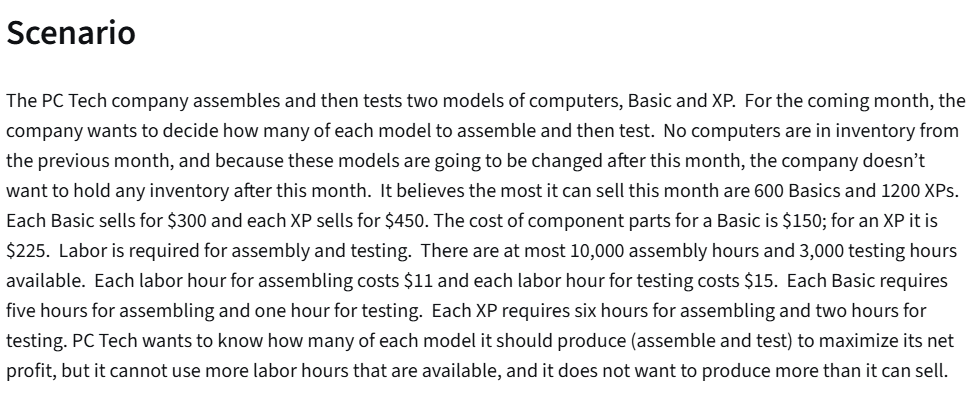 Scenario
The PC Tech company assembles and then tests two models of computers, Basic and XP.  For the coming month, the
company wants to decide how many of each model to assemble and then test.  No computers are in inventory from
the previous month, and because these models are going to be changed after this month, the company doesn’t
want to hold any inventory after this month.  It believes the most it can sell this month are 600 Basics and 1200 XPs.
Each Basic sells for $300 and each XP sells for $450. The cost of component parts for a Basic is $150; for an XP it is
$225.  Labor is required for assembly and testing.  There are at most 10,000 assembly hours and 3,000 testing hours
available.  Each labor hour for assembling costs $11 and each labor hour for testing costs $15.  Each Basic requires
five hours for assembling and one hour for testing.  Each XP requires six hours for assembling and two hours for
testing. PC Tech wants to know how many of each model it should produce (assemble and test) to maximize its net
profit, but it cannot use more labor hours that are available, and it does not want to produce more than it can sell.